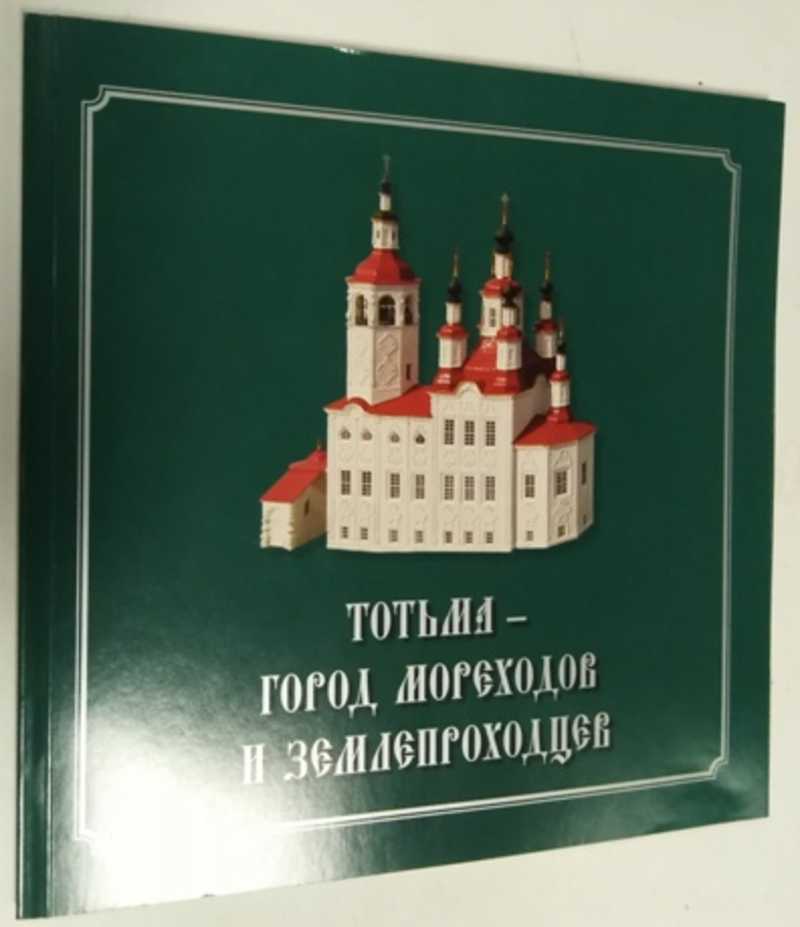 ТОТЬМА –
ГОРОД МОРЕХОДОВ
И ЗЕМЛЕПРОХОДЦЕВ